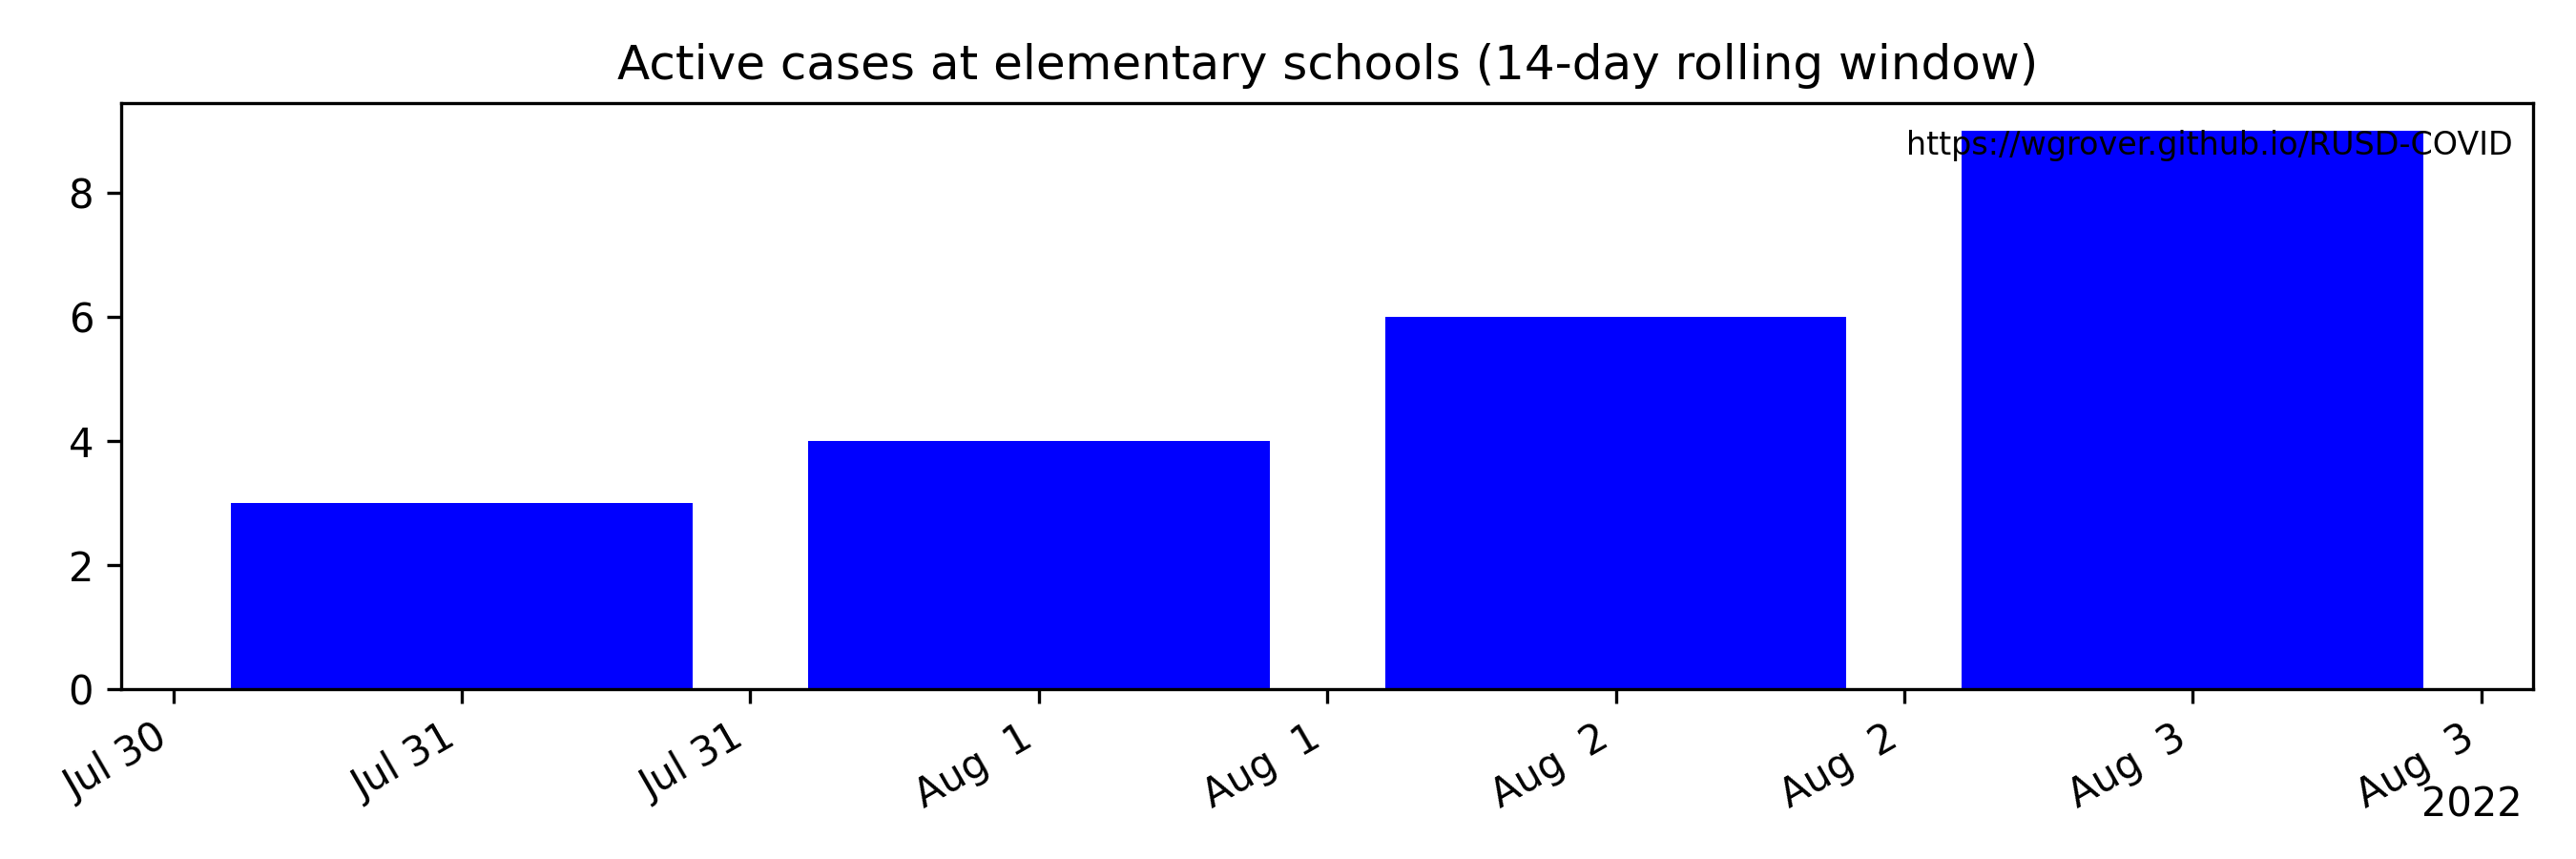 Active cases at elementary schools (14-day rolling window)
https://wgrover.github.io/RUSD-COVID
8
6
4
2
0
Jul 30
Jul 31
Jul 31
Aug 1
Aug 1
Aug 2
Aug 2
Aug 3
Aug 3
2022